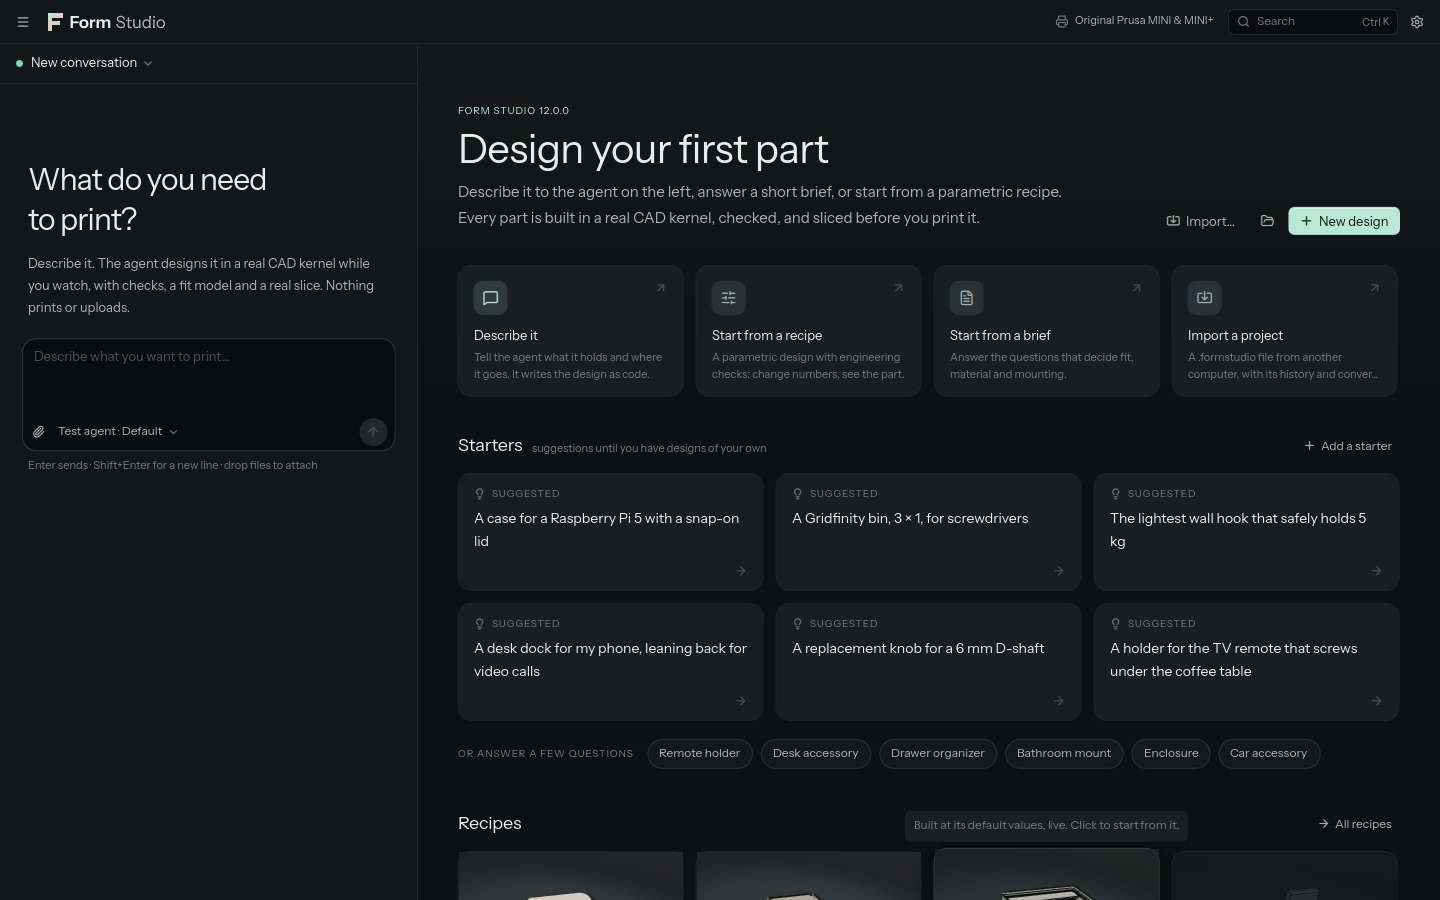 Form Studio
Original Prusa MINI & MINI+
Search
Ctrl K
New conversation
What do you need
to print?
Describe it. The agent designs it in a real CAD kernel while
you watch, with checks, a fit model and a real slice. Nothing
prints or uploads.
Describe what you want to print...
Test agent · Default
Enter sends · Shift+Enter for a new line · drop files to attach
FORM STUDIO 12.0.0
Design your first part
Describe it to the agent on the left, answer a short brief, or start from a parametric recipe.
Every part is built in a real CAD kernel, checked, and sliced before you print it.
Import...
New design
Describe it
Tell the agent what it holds and where
it goes. It writes the design as code.
Start from a recipe
A parametric design with engineering
checks: change numbers, see the part.
Start from a brief
Answer the questions that decide fit,
material and mounting.
Import a project
A .formstudio file from another
computer, with its history and conver...
Starters
suggestions until you have designs of your own
Add a starter
SUGGESTED
A case for a Raspberry Pi 5 with a snap-on
lid
SUGGESTED
A Gridfinity bin, 3 × 1, for screwdrivers
SUGGESTED
The lightest wall hook that safely holds 5
kg
SUGGESTED
A desk dock for my phone, leaning back for
video calls
SUGGESTED
A replacement knob for a 6 mm D-shaft
SUGGESTED
A holder for the TV remote that screws
under the coffee table
OR ANSWER A FEW QUESTIONS
Remote holder
Desk accessory
Drawer organizer
Bathroom mount
Enclosure
Car accessory
Recipes
Built at its default values, live. Click to start from it.
All recipes